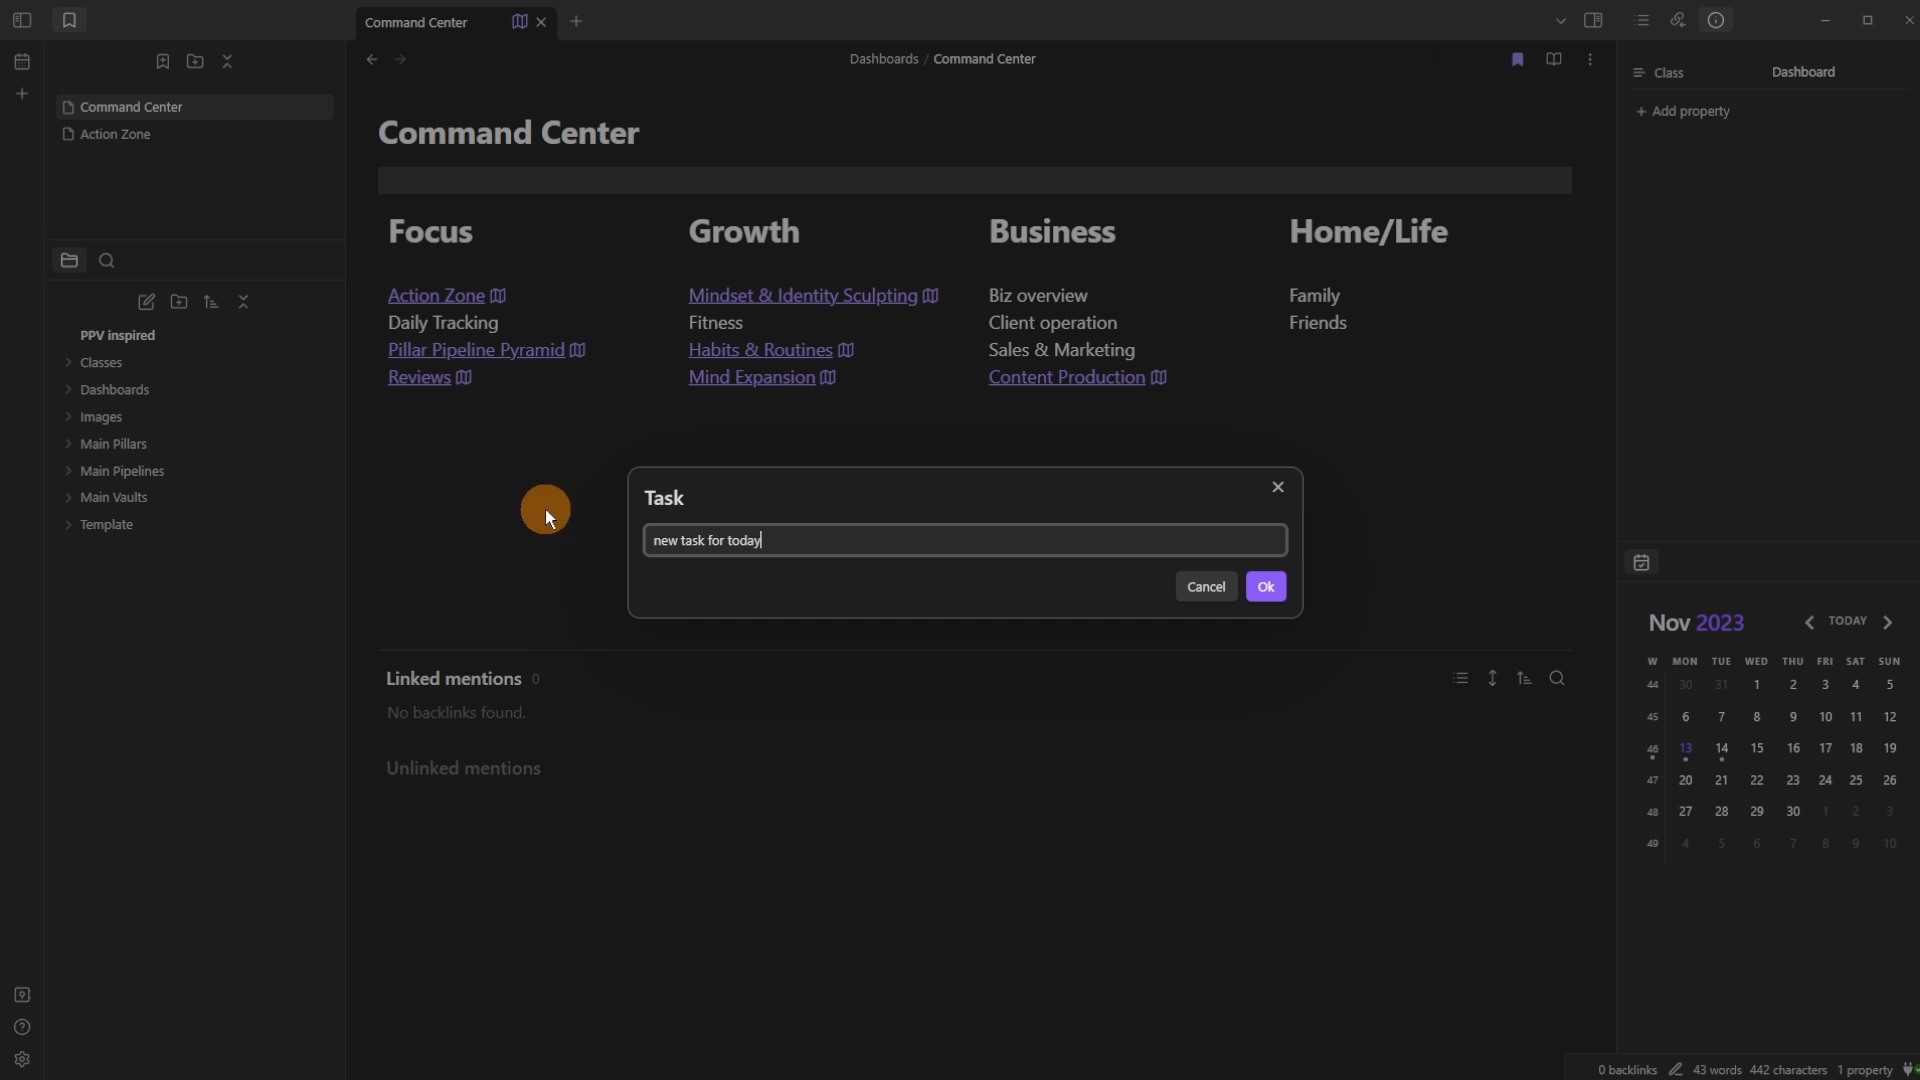 Command Center
Dashboards / Command Center
Class Dashboard
+ Add property
Command Center
Action Zone
Command Center
Focus
Growth
Business
Home/Life
Action Zone
Daily Tracking
Pillar Pipeline Pyramid
Reviews
Mindset & Identity Sculpting
Fitness
Habits & Routines
Mind Expansion
Biz overview
Client operation
Sales & Marketing
Content Production
Family
Friends
PPV inspired
Classes
Dashboards
Images
Main Pillars
Main Pipelines
Main Vaults
Template
Task
new task for today
Cancel Ok
Linked mentions 0
No backlinks found.
Unlinked mentions
Nov 2023 TODAY
W MON TUE WED THU FRI SAT SUN
44 30 31 1 2 3 4 5
45 6 7 8 9 10 11 12
46 13 14 15 16 17 18 19
47 20 21 22 23 24 25 26
48 27 28 29 30 1 2 3
49 4 5 6 7 8 9 10
0 backlinks 43 words 442 characters 1 property